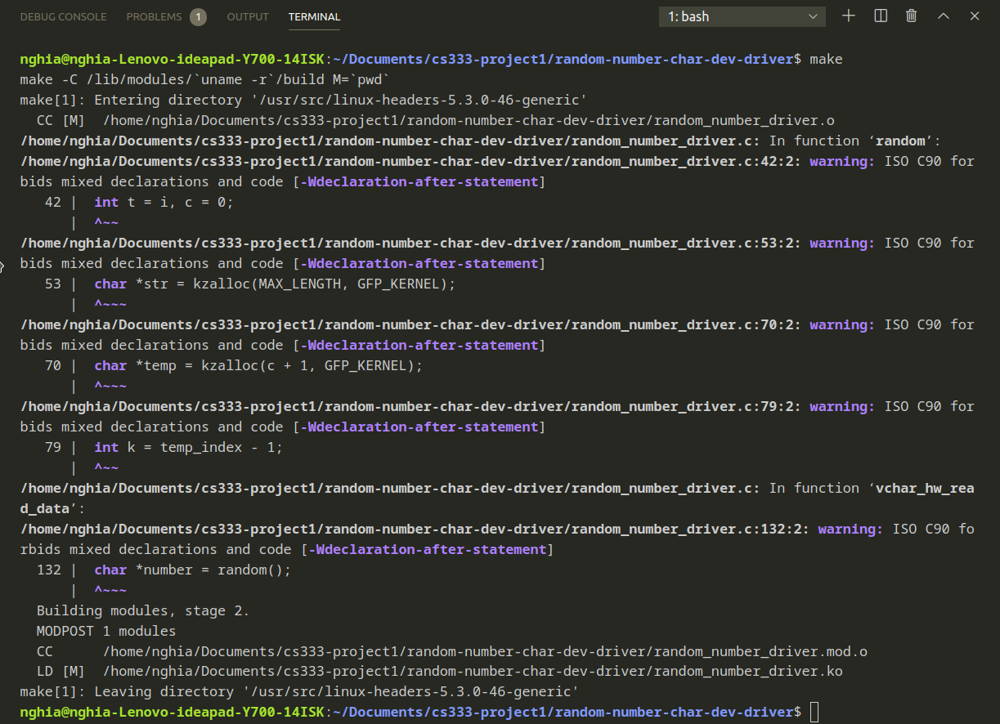 DEBUG CONSOLE PROBLEMS 1 OUTPUT TERMINAL 1: bash
nghia@nghia-Lenovo-ideapad-Y700-14ISK:~/Documents/cs333-project1/random-number-char-dev-driver$ make
make -C /lib/modules/`uname -r`/build M=`pwd`
make[1]: Entering directory '/usr/src/linux-headers-5.3.0-46-generic'
  CC [M]  /home/nghia/Documents/cs333-project1/random-number-char-dev-driver/random_number_driver.o
/home/nghia/Documents/cs333-project1/random-number-char-dev-driver/random_number_driver.c: In function ‘random’:
/home/nghia/Documents/cs333-project1/random-number-char-dev-driver/random_number_driver.c:42:2: warning: ISO C90 for
bids mixed declarations and code [-Wdeclaration-after-statement]
   42 |  int t = i, c = 0;
      |  ^~~
/home/nghia/Documents/cs333-project1/random-number-char-dev-driver/random_number_driver.c:53:2: warning: ISO C90 for
bids mixed declarations and code [-Wdeclaration-after-statement]
   53 |  char *str = kzalloc(MAX_LENGTH, GFP_KERNEL);
      |  ^~~~
/home/nghia/Documents/cs333-project1/random-number-char-dev-driver/random_number_driver.c:70:2: warning: ISO C90 for
bids mixed declarations and code [-Wdeclaration-after-statement]
   70 |  char *temp = kzalloc(c + 1, GFP_KERNEL);
      |  ^~~~
/home/nghia/Documents/cs333-project1/random-number-char-dev-driver/random_number_driver.c:79:2: warning: ISO C90 for
bids mixed declarations and code [-Wdeclaration-after-statement]
   79 |  int k = temp_index - 1;
      |  ^~~
/home/nghia/Documents/cs333-project1/random-number-char-dev-driver/random_number_driver.c: In function ‘vchar_hw_rea
d_data’:
/home/nghia/Documents/cs333-project1/random-number-char-dev-driver/random_number_driver.c:132:2: warning: ISO C90 fo
rbids mixed declarations and code [-Wdeclaration-after-statement]
  132 |  char *number = random();
      |  ^~~~
  Building modules, stage 2.
  MODPOST 1 modules
  CC      /home/nghia/Documents/cs333-project1/random-number-char-dev-driver/random_number_driver.mod.o
  LD [M]  /home/nghia/Documents/cs333-project1/random-number-char-dev-driver/random_number_driver.ko
make[1]: Leaving directory '/usr/src/linux-headers-5.3.0-46-generic'
nghia@nghia-Lenovo-ideapad-Y700-14ISK:~/Documents/cs333-project1/random-number-char-dev-driver$